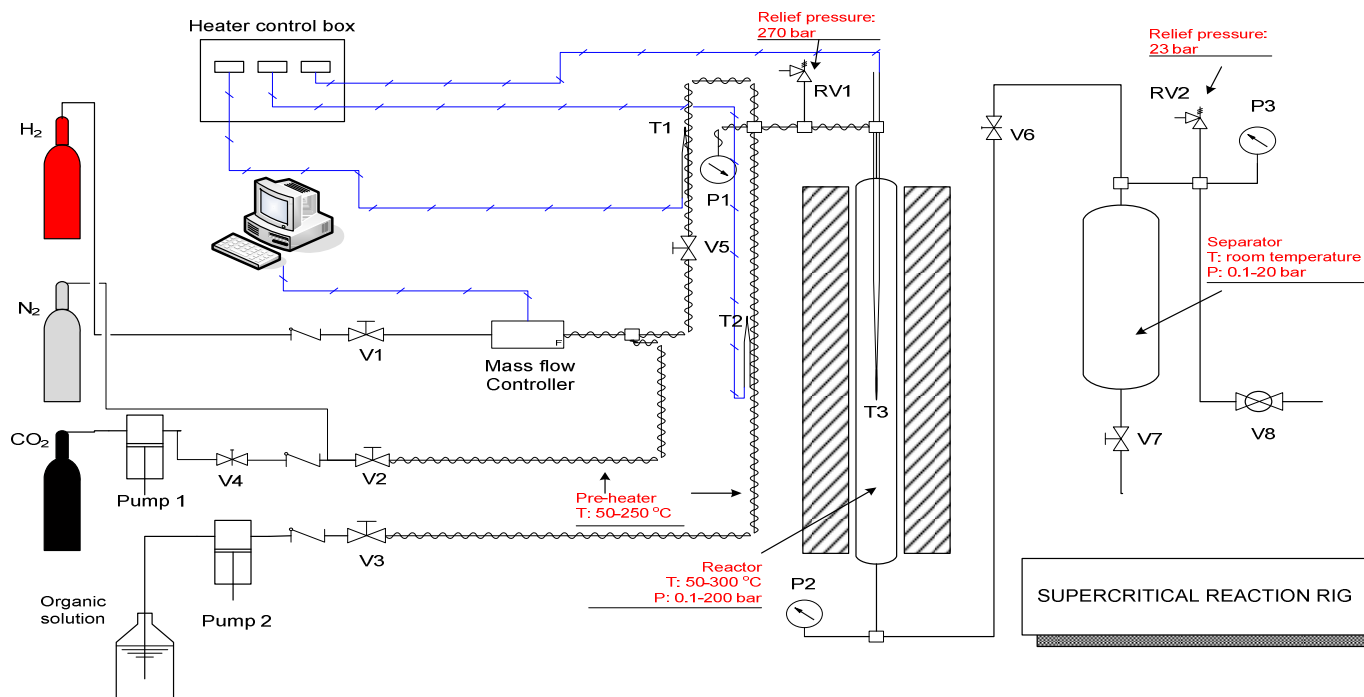 Heater control box
Relief pressure:
270 bar
Relief pressure:
23 bar
RV1
RV2
P3
H2
T1
V6
P1
V5
Separator
T: room temperature
P: 0.1-20 bar
N2
T2
F
V1
Mass flow
Controller
T3
CO2
V8
V7
V4
V2
Pump 1
Pre-heater
T: 50-250 °C
V3
Reactor
T: 50-300 °C
P: 0.1-200 bar
P2
SUPERCRITICAL REACTION RIG
Organic
solution
Pump 2